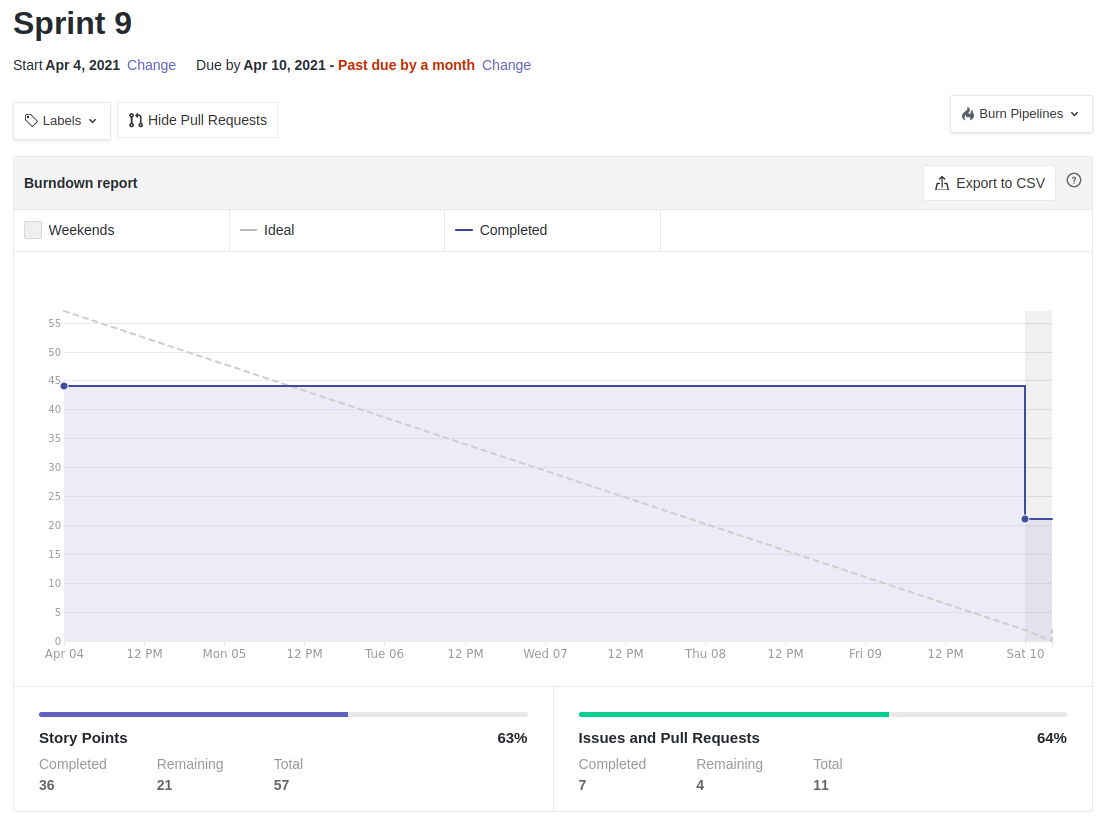 Sprint 9
Start Apr 4, 2021 Change Due by Apr 10, 2021 - Past due by a month Change
Labels Hide Pull Requests Burn Pipelines
Burndown report Export to CSV
Weekends Ideal Completed
55
50
45
40
35
30
25
20
15
10
5
0
Apr 04 12 PM Mon 05 12 PM Tue 06 12 PM Wed 07 12 PM Thu 08 12 PM Fri 09 12 PM Sat 10
Story Points 63%
Completed Remaining Total
36 21 57
Issues and Pull Requests 64%
Completed Remaining Total
7 4 11